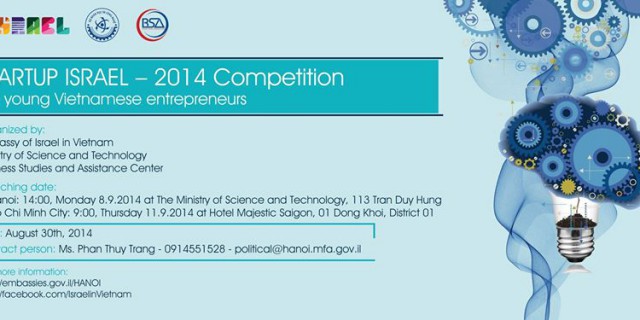 SRAEL
BSA
ARTUP ISRAEL – 2014 Competition
young Vietnamese entrepreneurs
anized by:
bassy of Israel in Vietnam
stry of Science and Technology
ness Studies and Assistance Center
ching date:
anoi: 14:00, Monday 8.9.2014 at The Ministry of Science and Technology, 113 Tran Duy Hung
Chi Minh City: 9:00, Thursday 11.9.2014 at Hotel Majestic Saigon, 01 Dong Khoi, District 01
: August 30th, 2014
tact person: Ms. Phan Thuy Trang - 0914551528 - political@hanoi.mfa.gov.il
more information:
/embassies.gov.il/HANOI
/facebook.com/IsraelinVietnam